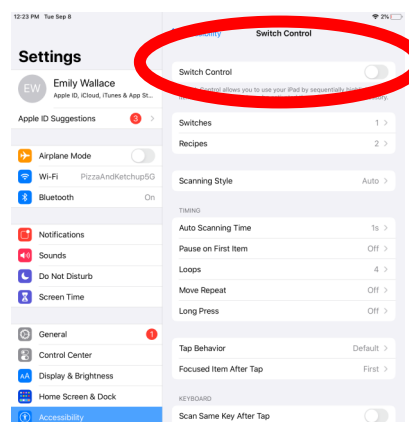 12:23 PM Tue Sep 8
2%
Settings
EW
Emily Wallace
Apple ID, iCloud, iTunes & App St...
Apple ID Suggestions 3
Airplane Mode
Wi-Fi PizzaAndKetchup5G
Bluetooth On
Notifications
Sounds
Do Not Disturb
Screen Time
General 1
Control Center
AA Display & Brightness
Home Screen & Dock
Accessibility
Switch Control
Switch Control
Control allows you to use your iPad by sequentially
Switches 1
Recipes 2
Scanning Style Auto
TIMING
Auto Scanning Time 1s
Pause on First Item Off
Loops 4
Move Repeat Off
Long Press Off
Tap Behavior Default
Focused Item After Tap First
KEYBOARD
Scan Same Key After Tap